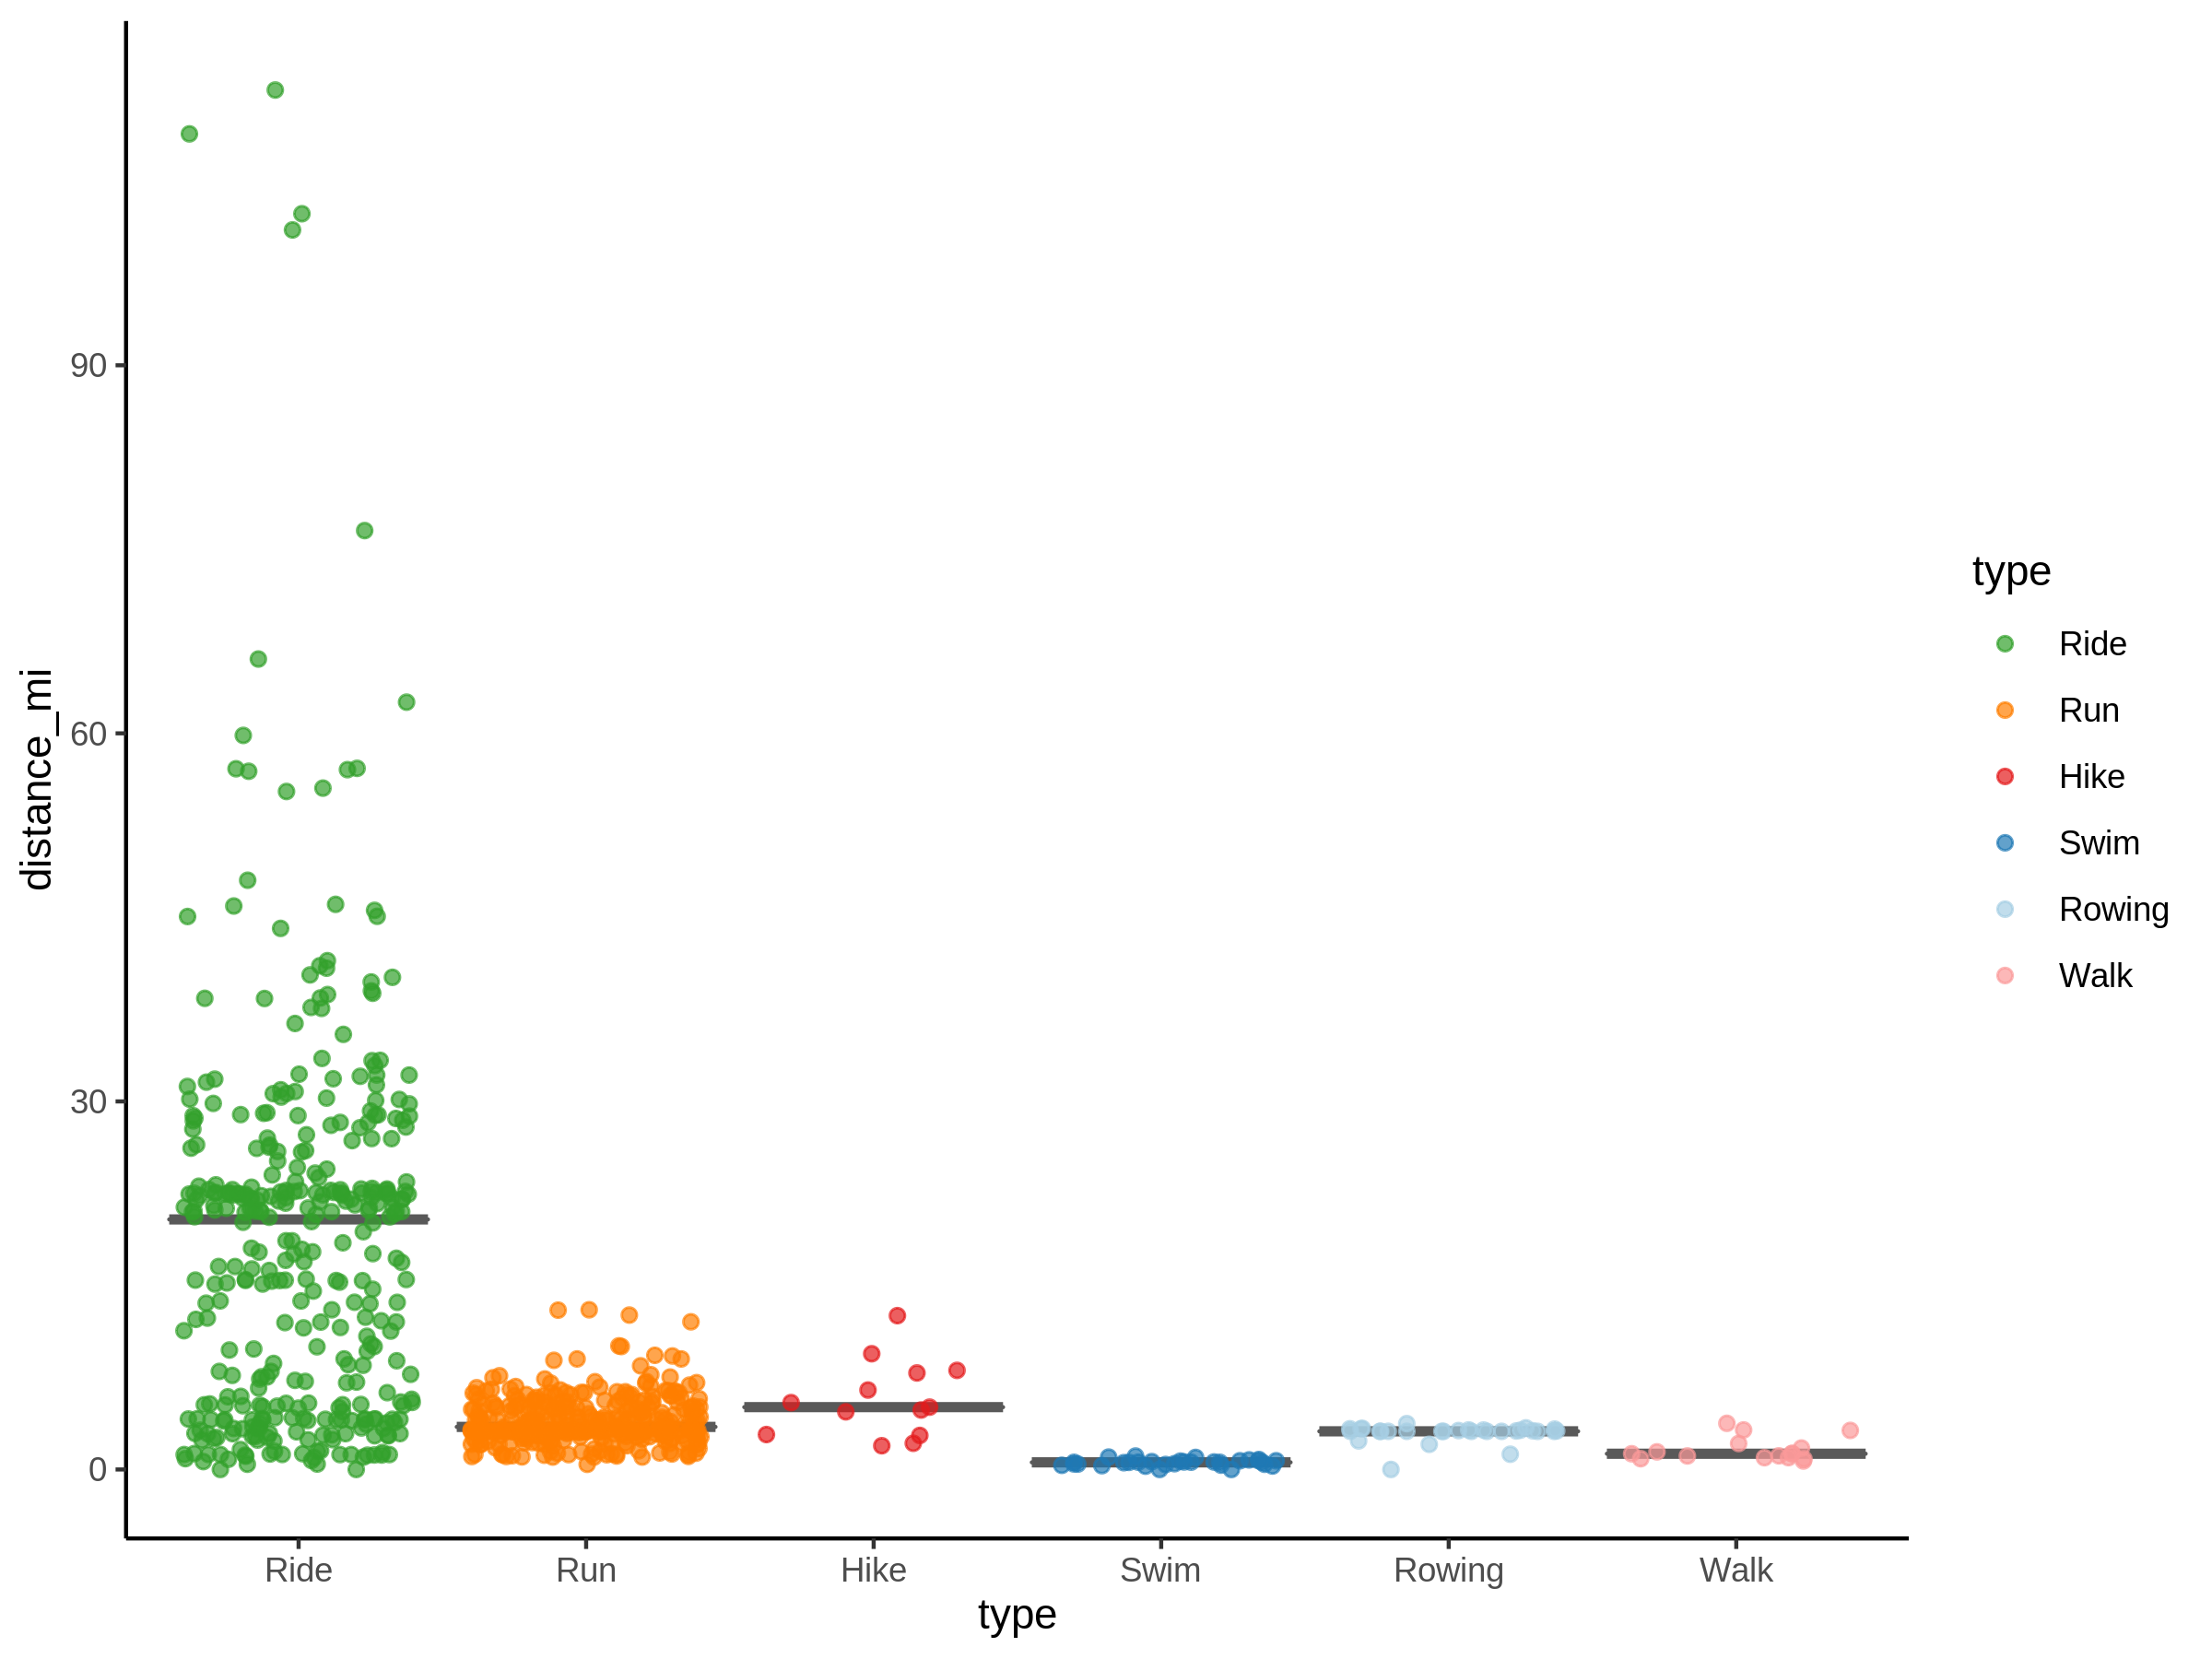 distance_mi
90
60
30
0
Ride Run Hike Swim Rowing Walk
type
type
Ride
Run
Hike
Swim
Rowing
Walk